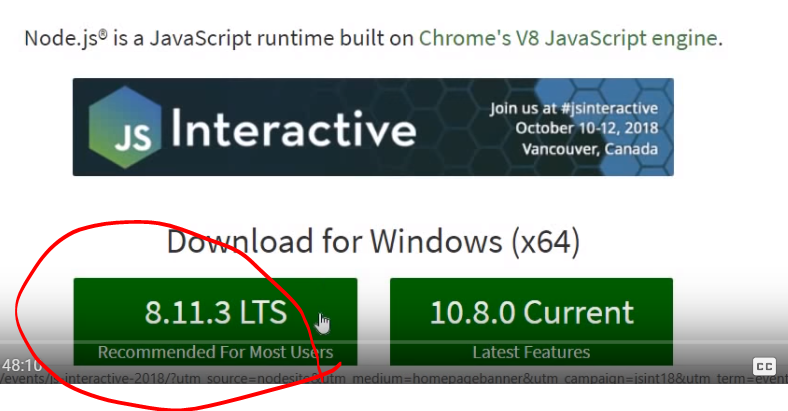 Node.js® is a JavaScript runtime built on Chrome's V8 JavaScript engine.
JS Interactive
Join us at #jsinteractive
October 10-12, 2018
Vancouver, Canada
Download for Windows (x64)
8.11.3 LTS
Recommended For Most Users
10.8.0 Current
Latest Features
48:10
CC
/events/js-interactive-2018/?utm_source=nodesite&utm_medium=homepagebanner&utm_campaign=jsint18&utm_term=event